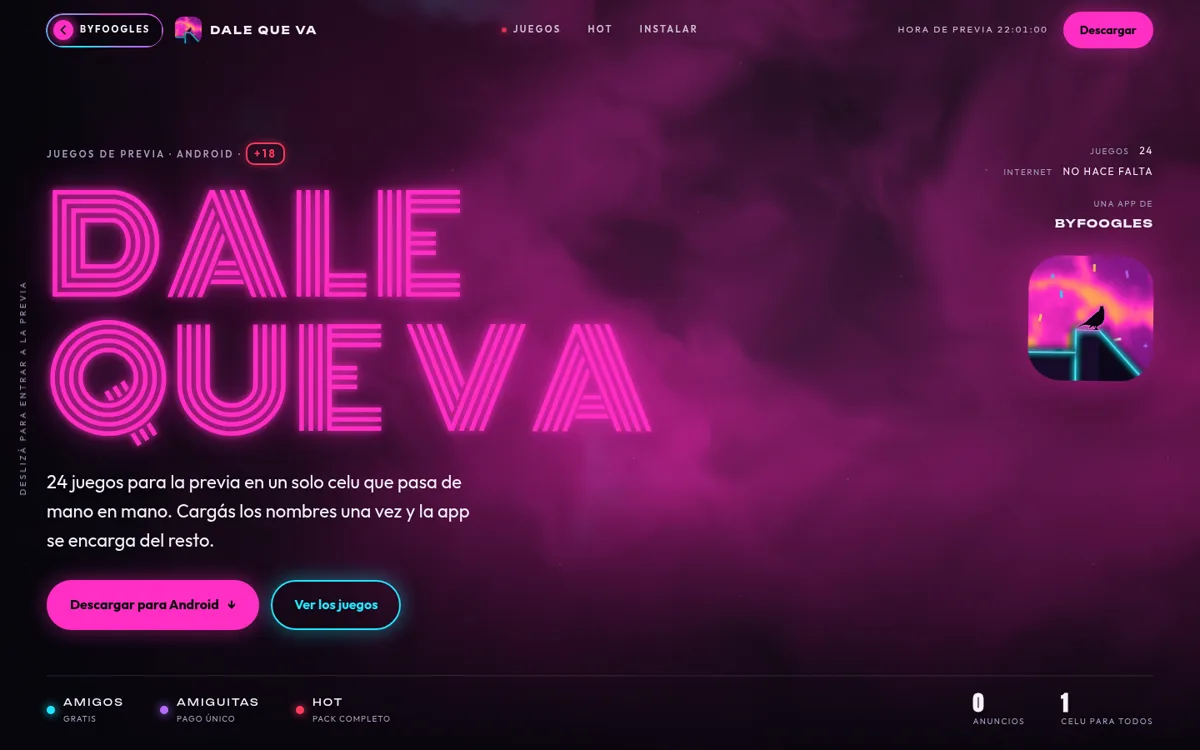 BYFOOGLES
DALE QUE VA
JUEGOS
HOT
INSTALAR
HORA DE PREVIA 22:01:00
Descargar
JUEGOS DE PREVIA · ANDROID · +18
DALE
QUE VA
JUEGOS 24
INTERNET NO HACE FALTA
UNA APP DE
BYFOOGLES
DESLIZÁ PARA ENTRAR A LA PREVIA
24 juegos para la previa en un solo celu que pasa de
mano en mano. Cargás los nombres una vez y la app
se encarga del resto.
Descargar para Android ↓
Ver los juegos
AMIGOS
GRATIS
AMIGUITAS
PAGO ÚNICO
HOT
PACK COMPLETO
0
ANUNCIOS
1
CELU PARA TODOS